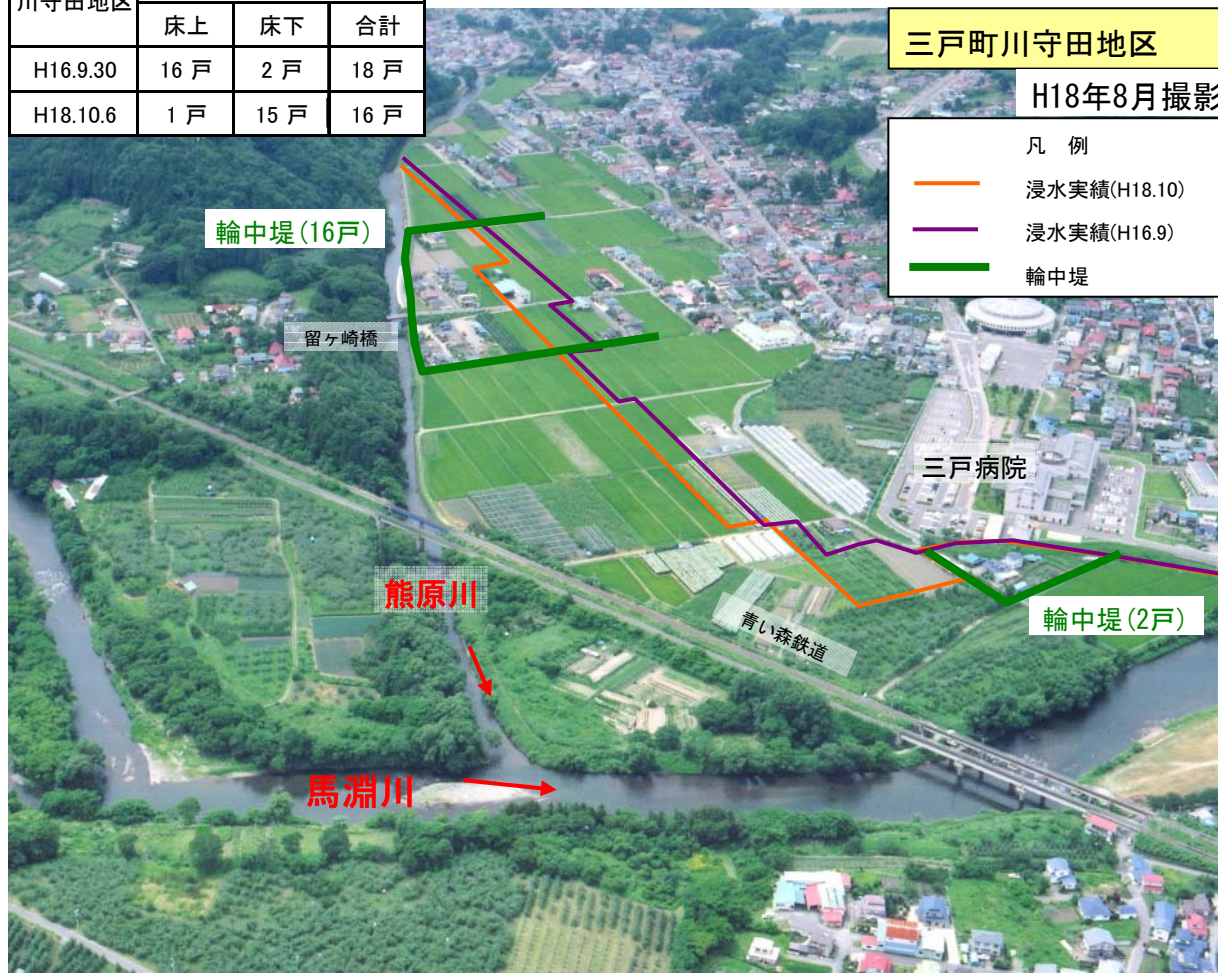 川守田地区
床上 床下 合計
H16.9.30 16 戸 2 戸 18 戸
H18.10.6 1 戸 15 戸 16 戸
三戸町川守田地区
H18年8月撮影
凡 例
浸水実績(H18.10)
浸水実績(H16.9)
輪中堤
輪中堤(16戸)
留ヶ崎橋
三戸病院
熊原川
青い森鉄道
輪中堤(2戸)
馬淵川